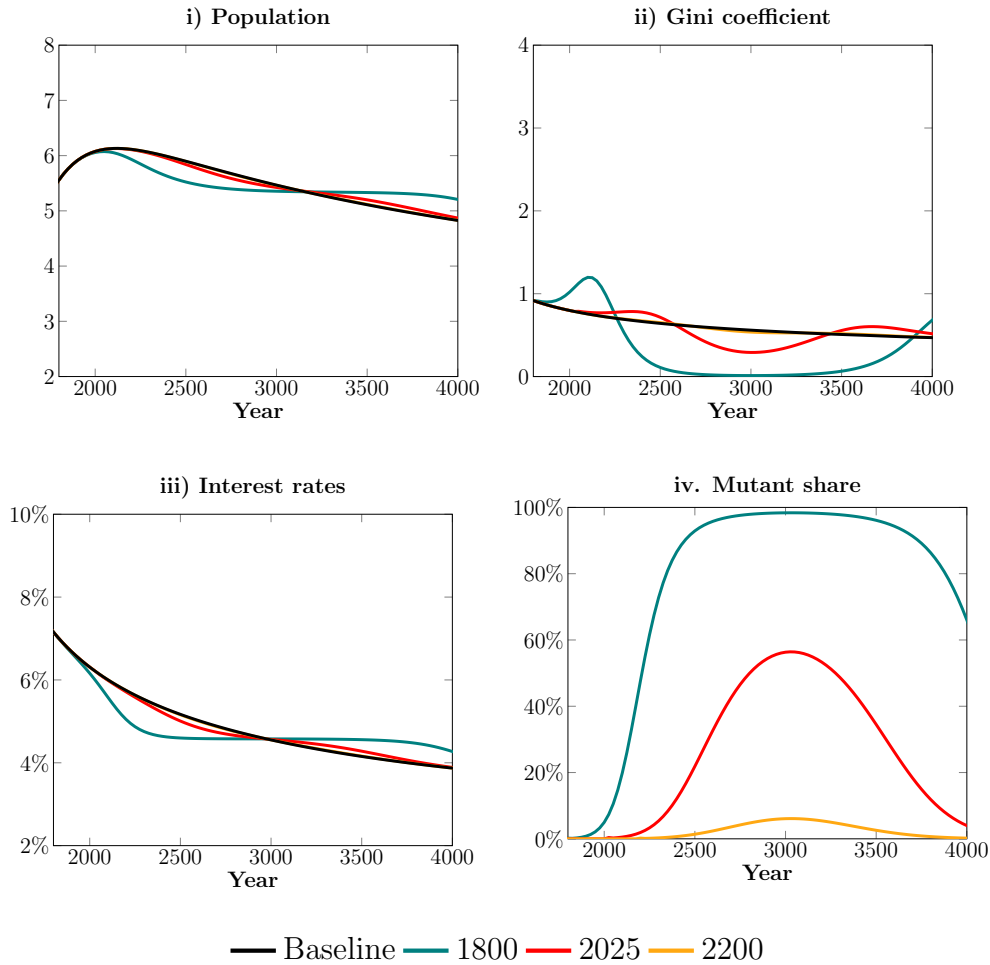 i) Population
8
7
6
5
4
3
2
2000 2500 3000 3500 4000
Year
ii) Gini coefficient
4
3
2
1
0
2000 2500 3000 3500 4000
Year
iii) Interest rates
10%
8%
6%
4%
2%
2000 2500 3000 3500 4000
Year
iv. Mutant share
100%
80%
60%
40%
20%
0%
2000 2500 3000 3500 4000
Year
Baseline 1800 2025 2200